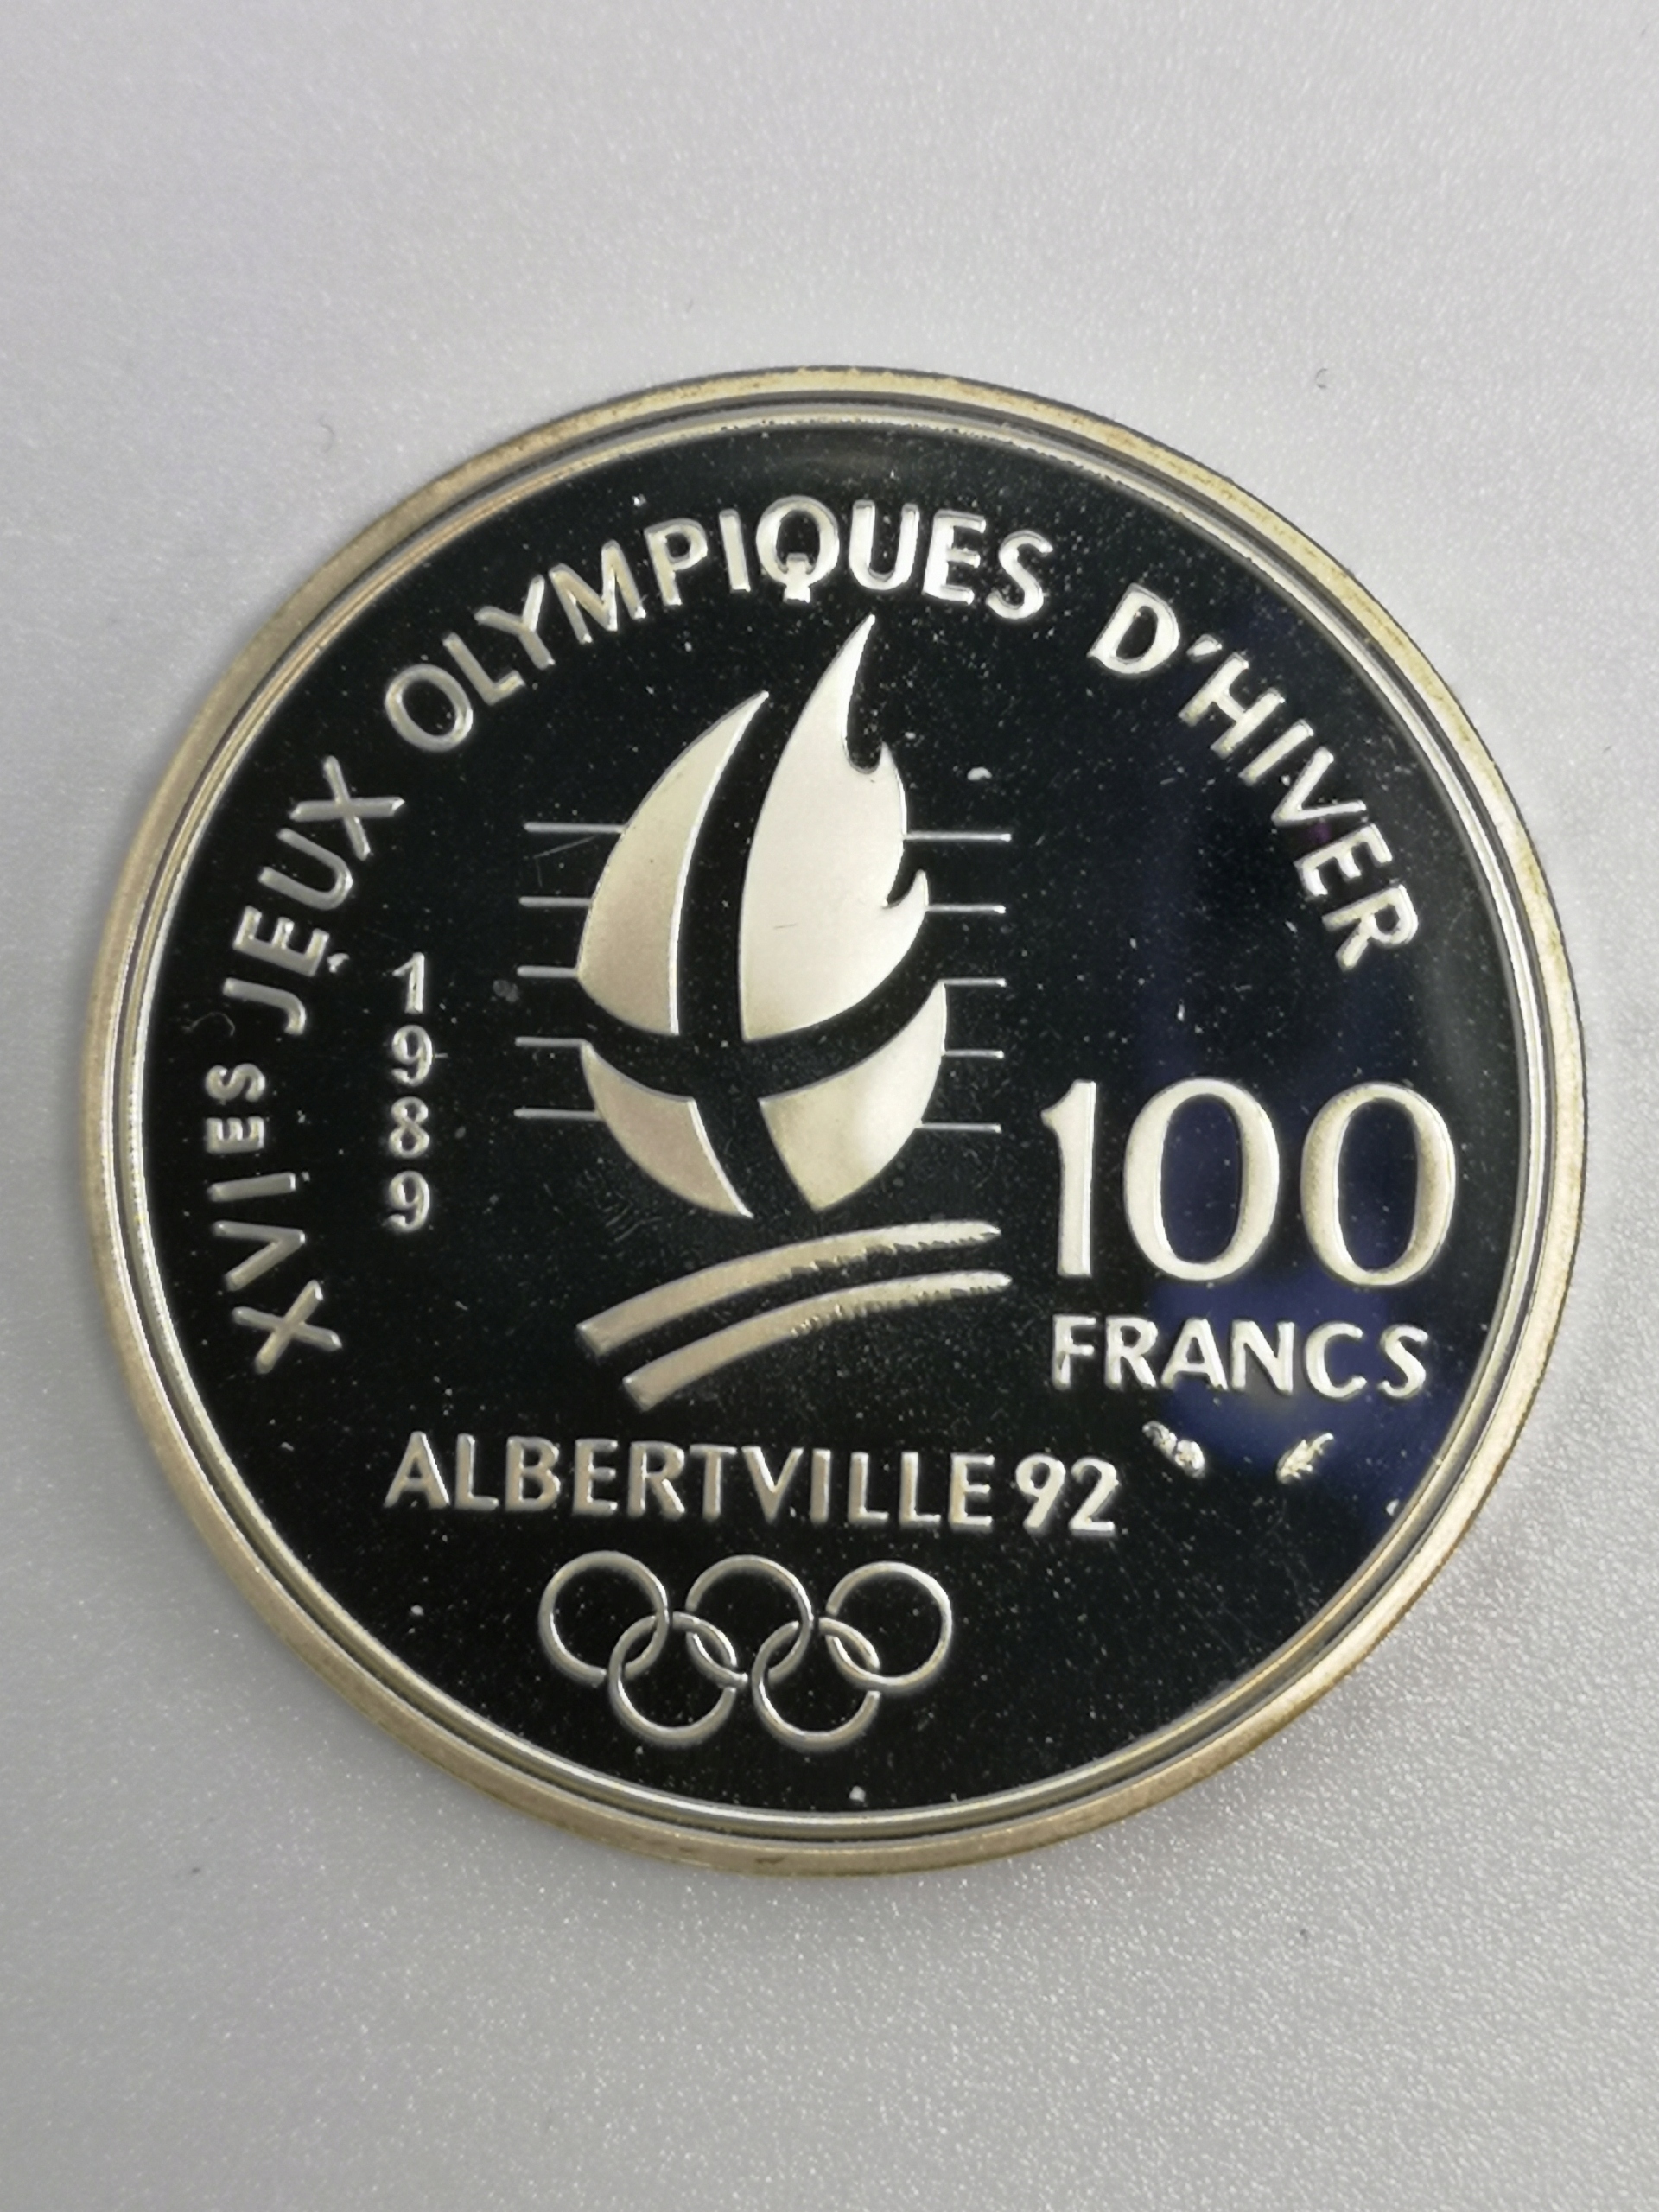 XVIES JEUX OLYMPIQUES D'HIVER
1989
100
FRANCS
ALBERTVILLE 92